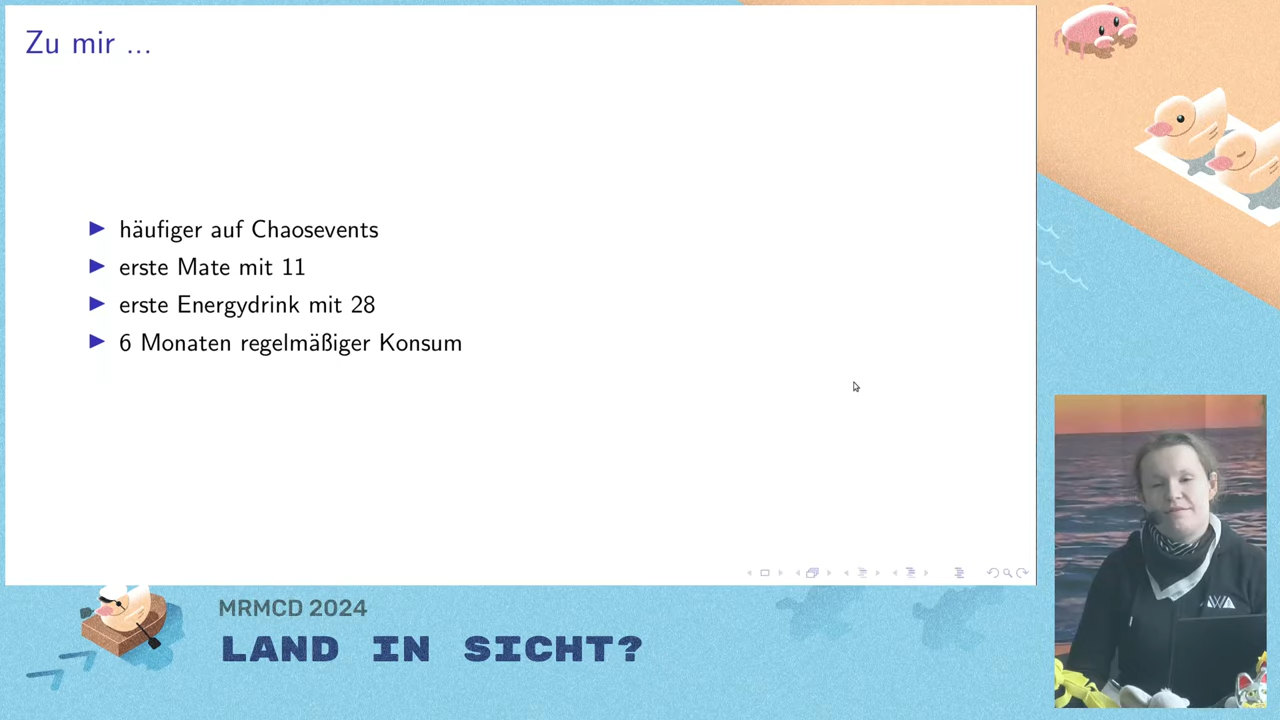 Zu mir ...
häufiger auf Chaosevents
erste Mate mit 11
erste Energydrink mit 28
6 Monaten regelmäßiger Konsum
MRMCD 2024
LAND IN SICHT?